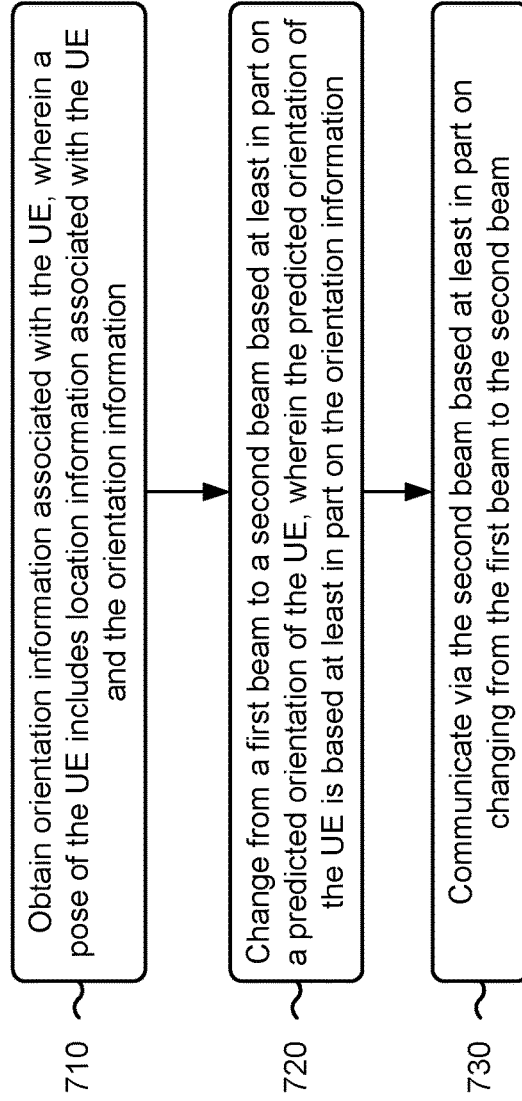 710
Obtain orientation information associated with the UE, wherein a
pose of the UE includes location information associated with the UE
and the orientation information
720
Change from a first beam to a second beam based at least in part on
a predicted orientation of the UE, wherein the predicted orientation of
the UE is based at least in part on the orientation information
730
Communicate via the second beam based at least in part on
changing from the first beam to the second beam